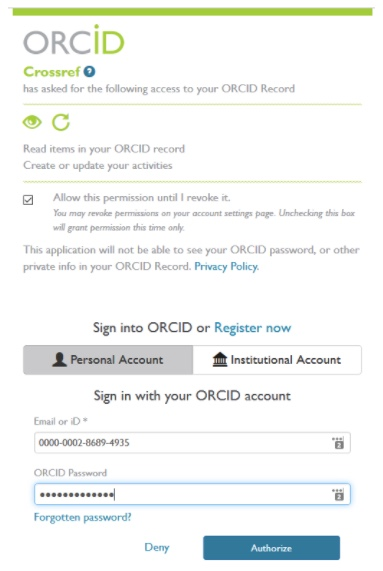 ORCiD
Crossref ?
has asked for the following access to your ORCID Record
Read items in your ORCID record
Create or update your activities
Allow this permission until I revoke it.
You may revoke permissions on your account settings page. Unchecking this box
will grant permission this time only.
This application will not be able to see your ORCID password, or other
private info in your ORCID Record. Privacy Policy.
Sign into ORCID or Register now
Personal Account Institutional Account
Sign in with your ORCID account
Email or iD *
0000-0002-8689-4935
ORCID Password
•••••••••••••
Forgotten password?
Deny Authorize